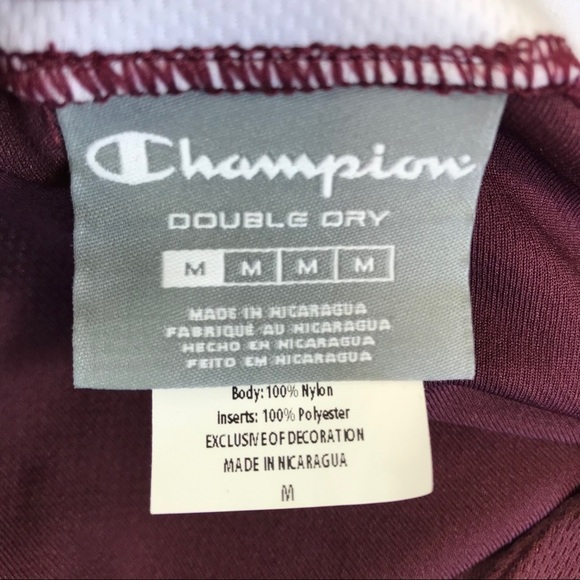 Champion
DOUBLE DRY
M M M M
MADE IN NICARAGUA
FABRIQUÉ AU NICARAGUA
HECHO EN NICARAGUA
FEITO EM NICARAGUA
Body: 100% Nylon
inserts: 100% Polyester
EXCLUSIVE OF DECORATION
MADE IN NICARAGUA
M